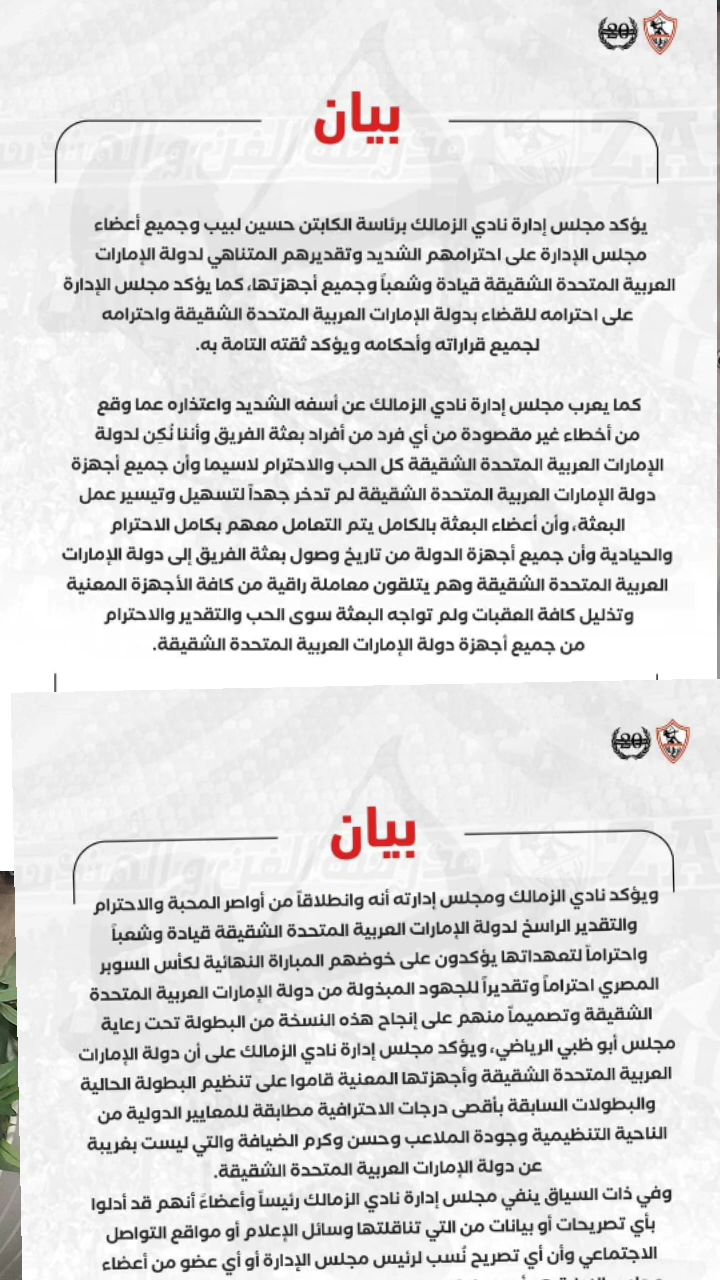 20
بيان
يؤكد مجلس إدارة نادي الزمالك برئاسة الكابتن حسين لبيب وجميع أعضاء
مجلس الإدارة على احترامهم الشديد وتقديرهم المتناهي لدولة الإمارات
العربية المتحدة الشقيقة قيادة وشعباً وجميع أجهزتها، كما يؤكد مجلس الإدارة
على احترامه للقضاء بدولة الإمارات العربية المتحدة الشقيقة واحترامه
لجميع قراراته وأحكامه ويؤكد ثقته التامة به.
كما يعرب مجلس إدارة نادي الزمالك عن أسفه الشديد واعتذاره عما وقع
من أخطاء غير مقصودة من أي فرد من أفراد بعثة الفريق وأننا نُكِن لدولة
الإمارات العربية المتحدة الشقيقة كل الحب والاحترام لاسيما وأن جميع أجهزة
دولة الإمارات العربية المتحدة الشقيقة لم تدخر جهداً لتسهيل وتيسير عمل
البعثة، وأن أعضاء البعثة بالكامل يتم التعامل معهم بكامل الاحترام
والحيادية وأن جميع أجهزة الدولة من تاريخ وصول بعثة الفريق إلى دولة الإمارات
العربية المتحدة الشقيقة وهم يتلقون معاملة راقية من كافة الأجهزة المعنية
وتذليل كافة العقبات ولم تواجه البعثة سوى الحب والتقدير والاحترام
من جميع أجهزة دولة الإمارات العربية المتحدة الشقيقة.
20
بيان
ويؤكد نادي الزمالك ومجلس إدارته أنه وانطلاقاً من أواصر المحبة والاحترام
والتقدير الراسخ لدولة الإمارات العربية المتحدة الشقيقة قيادة وشعباً
واحتراماً لتعهداتها يؤكدون على خوضهم المباراة النهائية لكأس السوبر
المصري احتراماً وتقديراً للجهود المبذولة من دولة الإمارات العربية المتحدة
الشقيقة وتصميماً منهم على إنجاح هذه النسخة من البطولة تحت رعاية
مجلس أبو ظبي الرياضي، ويؤكد مجلس إدارة نادي الزمالك على أن دولة الإمارات
العربية المتحدة الشقيقة وأجهزتها المعنية قاموا على تنظيم البطولة الحالية
والبطولات السابقة بأقصى درجات الاحترافية مطابقة للمعايير الدولية من
الناحية التنظيمية وجودة الملاعب وحسن وكرم الضيافة والتي ليست بغريبة
عن دولة الإمارات العربية المتحدة الشقيقة.
وفي ذات السياق ينفي مجلس إدارة نادي الزمالك رئيساً وأعضاءً أنهم قد أدلوا
بأي تصريحات أو بيانات من التي تناقلتها وسائل الإعلام أو مواقع التواصل
الاجتماعي وأن أي تصريح نُسب لرئيس مجلس الإدارة أو أي عضو من أعضاء